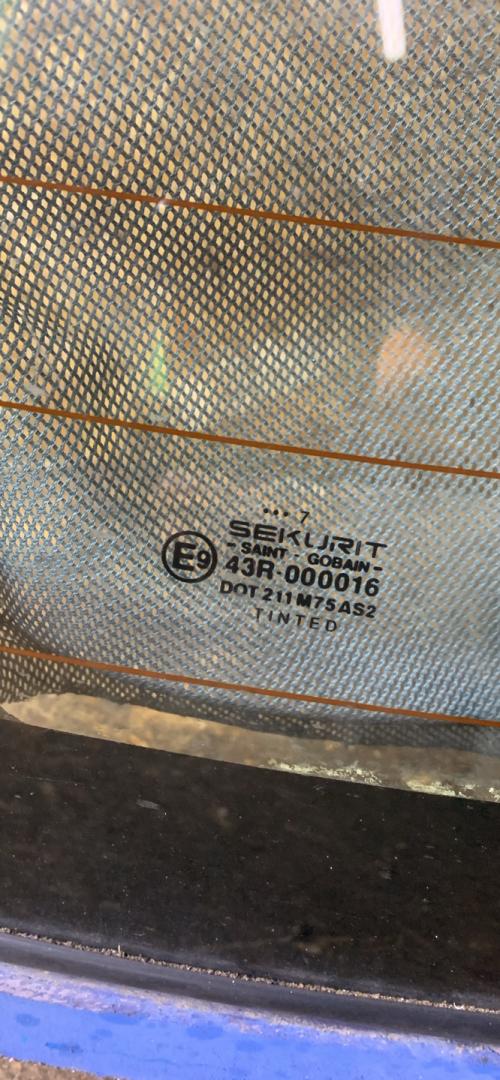 ... 7
SEKURIT
- SAINT - GOBAIN -
E9 43R-000016
DOT 211 M75 AS2
TINTED